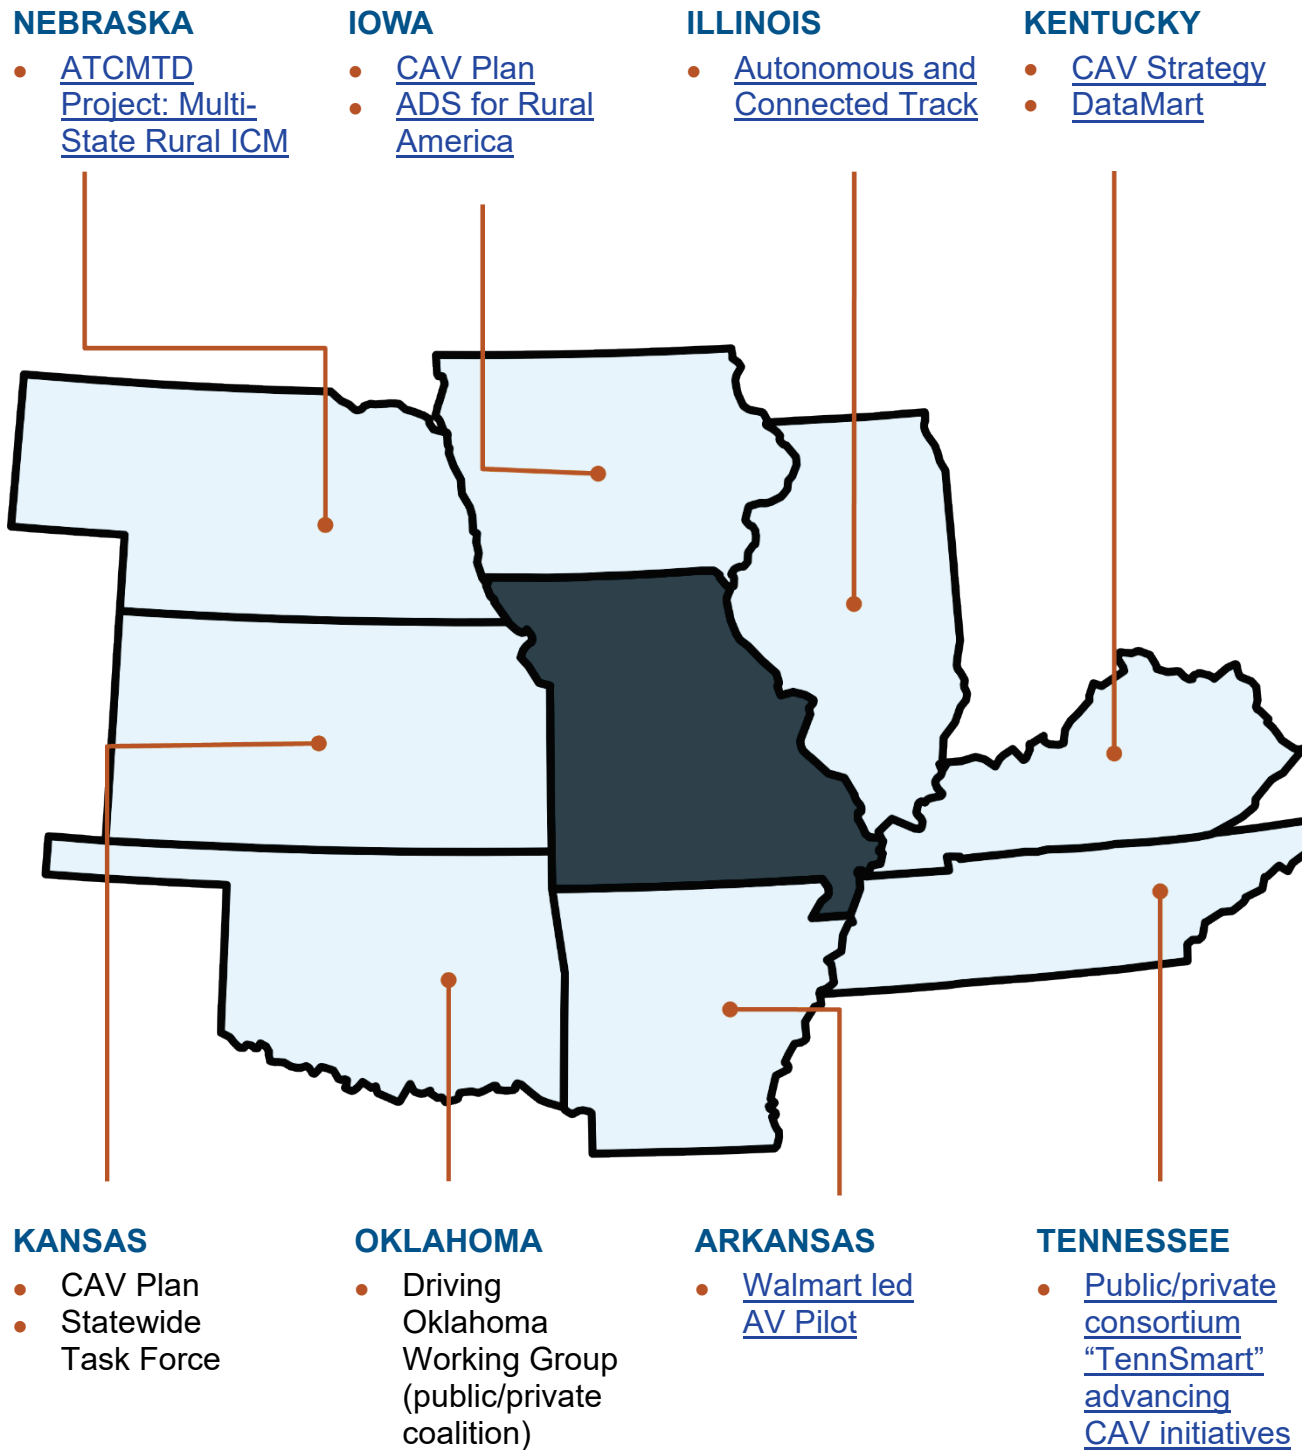 NEBRASKA
• ATCMTD
Project: Multi-
State Rural ICM
IOWA
• CAV Plan
• ADS for Rural
America
ILLINOIS
• Autonomous and
Connected Track
KENTUCKY
• CAV Strategy
• DataMart
KANSAS
• CAV Plan
• Statewide
Task Force
OKLAHOMA
• Driving
Oklahoma
Working Group
(public/private
coalition)
ARKANSAS
• Walmart led
AV Pilot
TENNESSEE
• Public/private
consortium
“TennSmart”
advancing
CAV initiatives